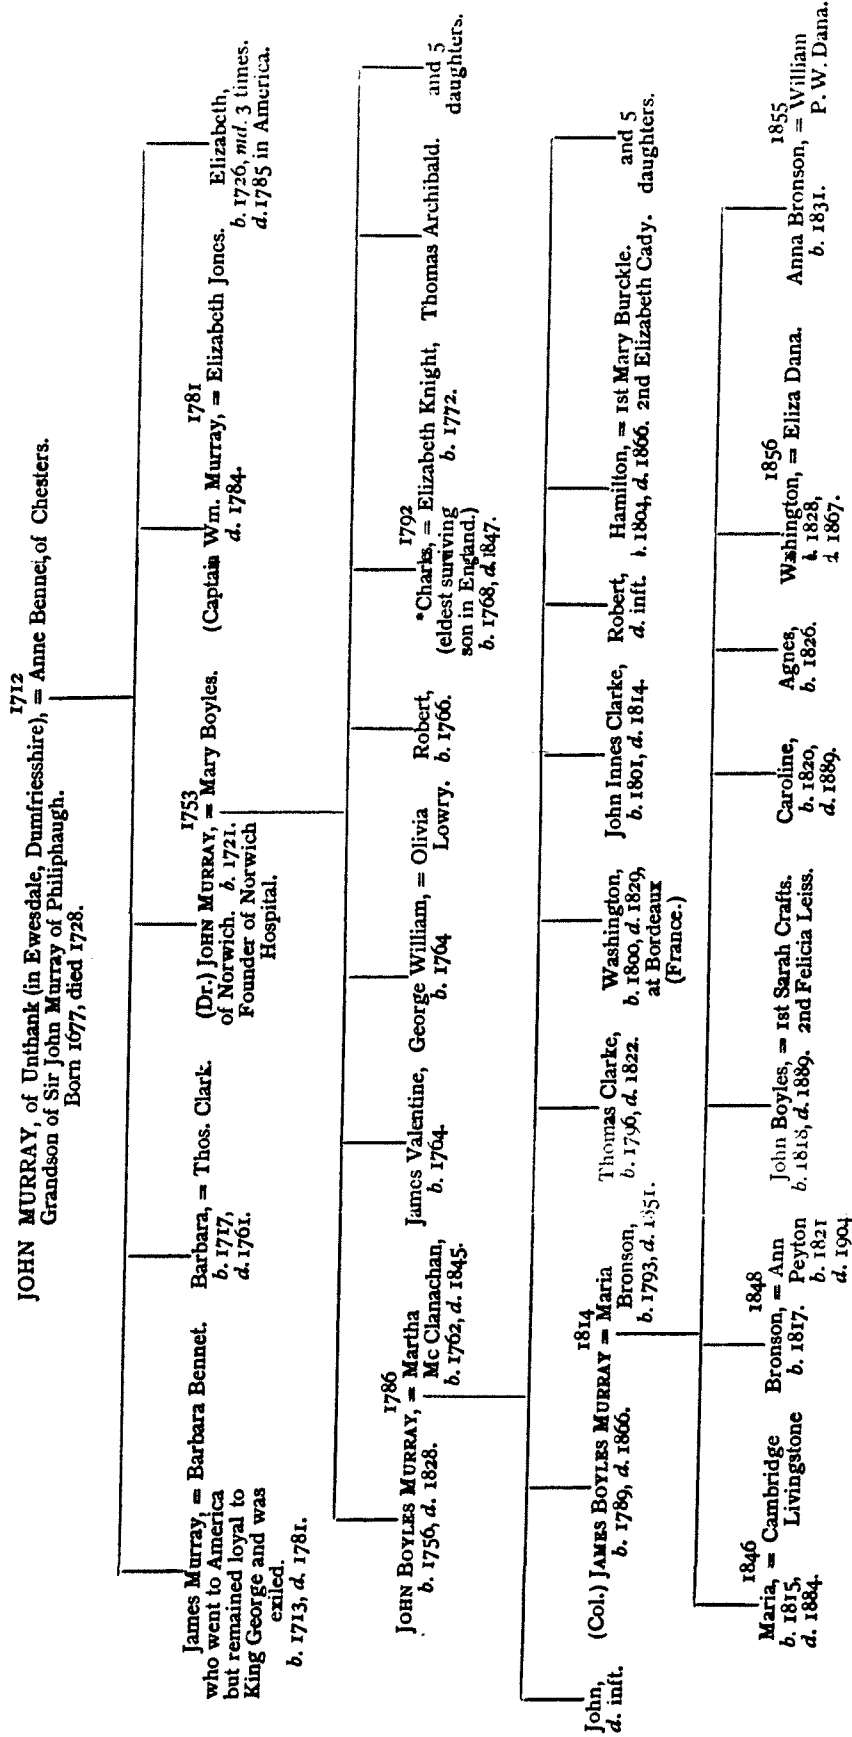 1712
JOHN MURRAY, of Unthank (in Ewesdale, Dumfriesshire), = Anne Bennet, of Chesters.
Grandson of Sir John Murray of Philiphaugh.
Born 1677, died 1728.
James Murray, = Barbara Bennet.
who went to America
but remained loyal to
King George and was
exiled.
b. 1713, d. 1781.
Barbara, = Thos. Clark.
b. 1717,
d. 1761.
1753
(Dr.) JOHN MURRAY, = Mary Boyles.
of Norwich. b. 1721.
Founder of Norwich
Hospital.
1781
(Captain Wm. Murray, = Elizabeth Jones.
d. 1784.
Elizabeth,
b. 1726, md. 3 times.
d. 1785 in America.
1786
JOHN BOYLES MURRAY, = Martha
b. 1756, d. 1828. Mc Clanachan,
b. 1762, d. 1845.
James Valentine,
b. 1764.
George William, = Olivia
b. 1764 Lowry.
Robert,
b. 1766.
1792
*Charles, = Elizabeth Knight,
(eldest surviving b. 1772.
son in England.)
b. 1768, d. 1847.
Thomas Archibald.
and 5
daughters.
John,
d. inft.
1814
(Col.) JAMES BOYLES MURRAY = Maria
b. 1789, d. 1866. Bronson,
b. 1793, d. 1851.
Thomas Clarke,
b. 1796, d. 1822.
Washington,
b. 1800, d. 1829,
at Bordeaux
(France.)
John Innes Clarke,
b. 1801, d. 1814.
Robert,
d. inft.
Hamilton, = 1st Mary Burckle.
b. 1804, d. 1866. 2nd Elizabeth Cady.
and 5
daughters.
1846
Maria, = Cambridge
b. 1815, Livingstone
d. 1884.
1848
Bronson, = Ann
b. 1817. Peyton
b. 1821
d. 1904
John Boyles, = 1st Sarah Crafts.
b. 1818, d. 1889. 2nd Felicia Leiss.
Caroline,
b. 1820,
d. 1889.
Agnes,
b. 1826.
1856
Washington, = Eliza Dana.
b. 1828,
d. 1867.
1855
Anna Bronson, = William
b. 1831. P. W. Dana.